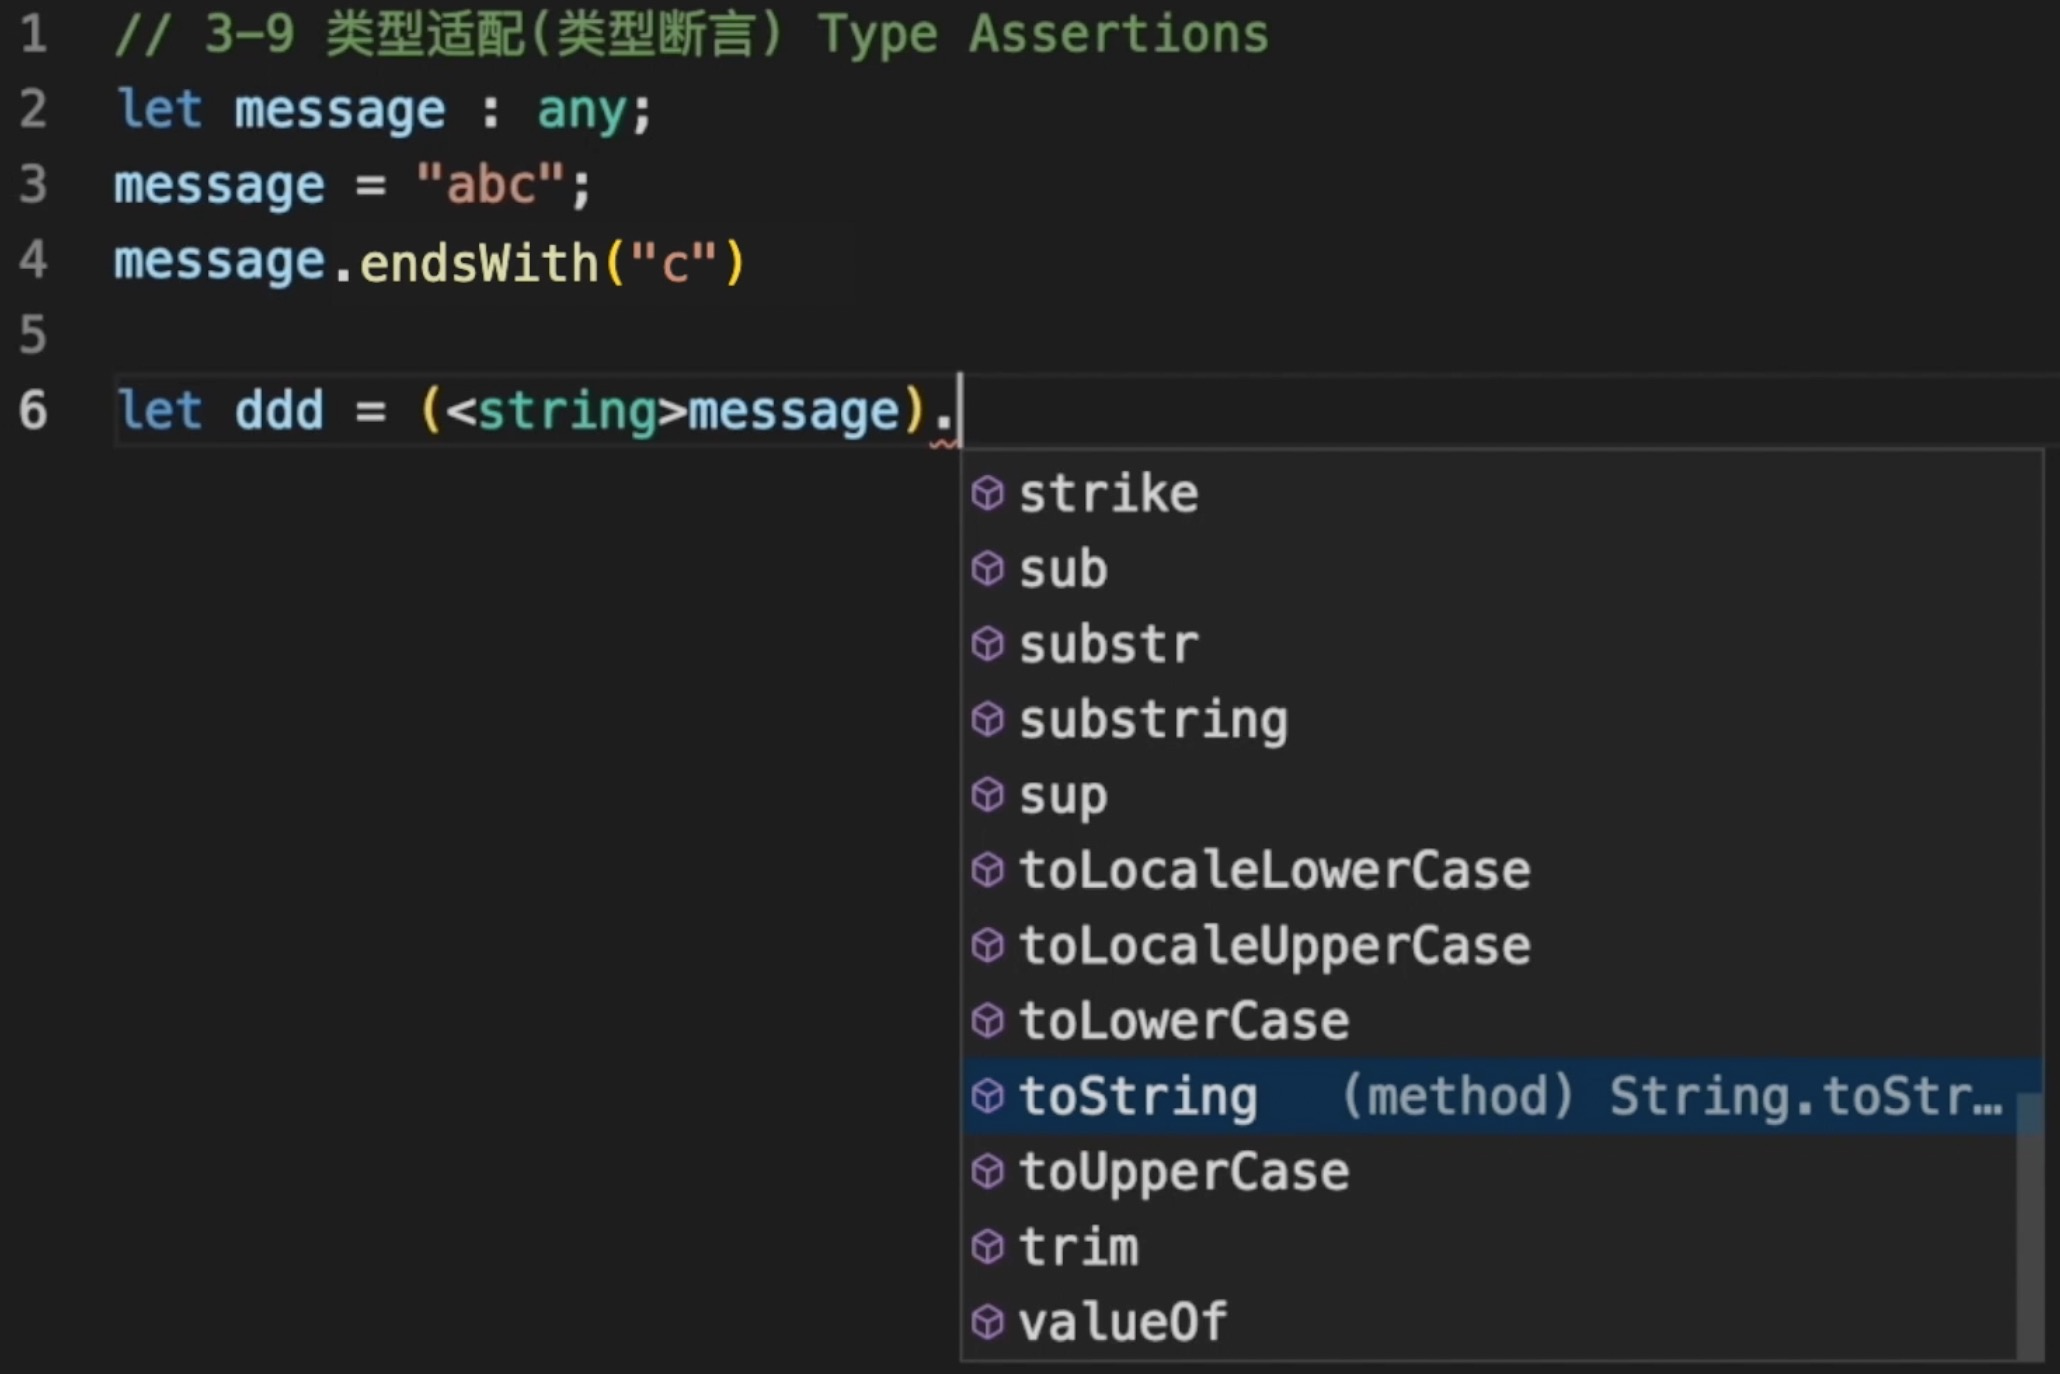 1 // 3-9 类型适配(类型断言) Type Assertions
2 let message : any;
3 message = "abc";
4 message.endsWith("c")
5
6 let ddd = (<string>message).
strike
sub
substr
substring
sup
toLocaleLowerCase
toLocaleUpperCase
toLowerCase
toString (method) String.toStr…
toUpperCase
trim
valueOf